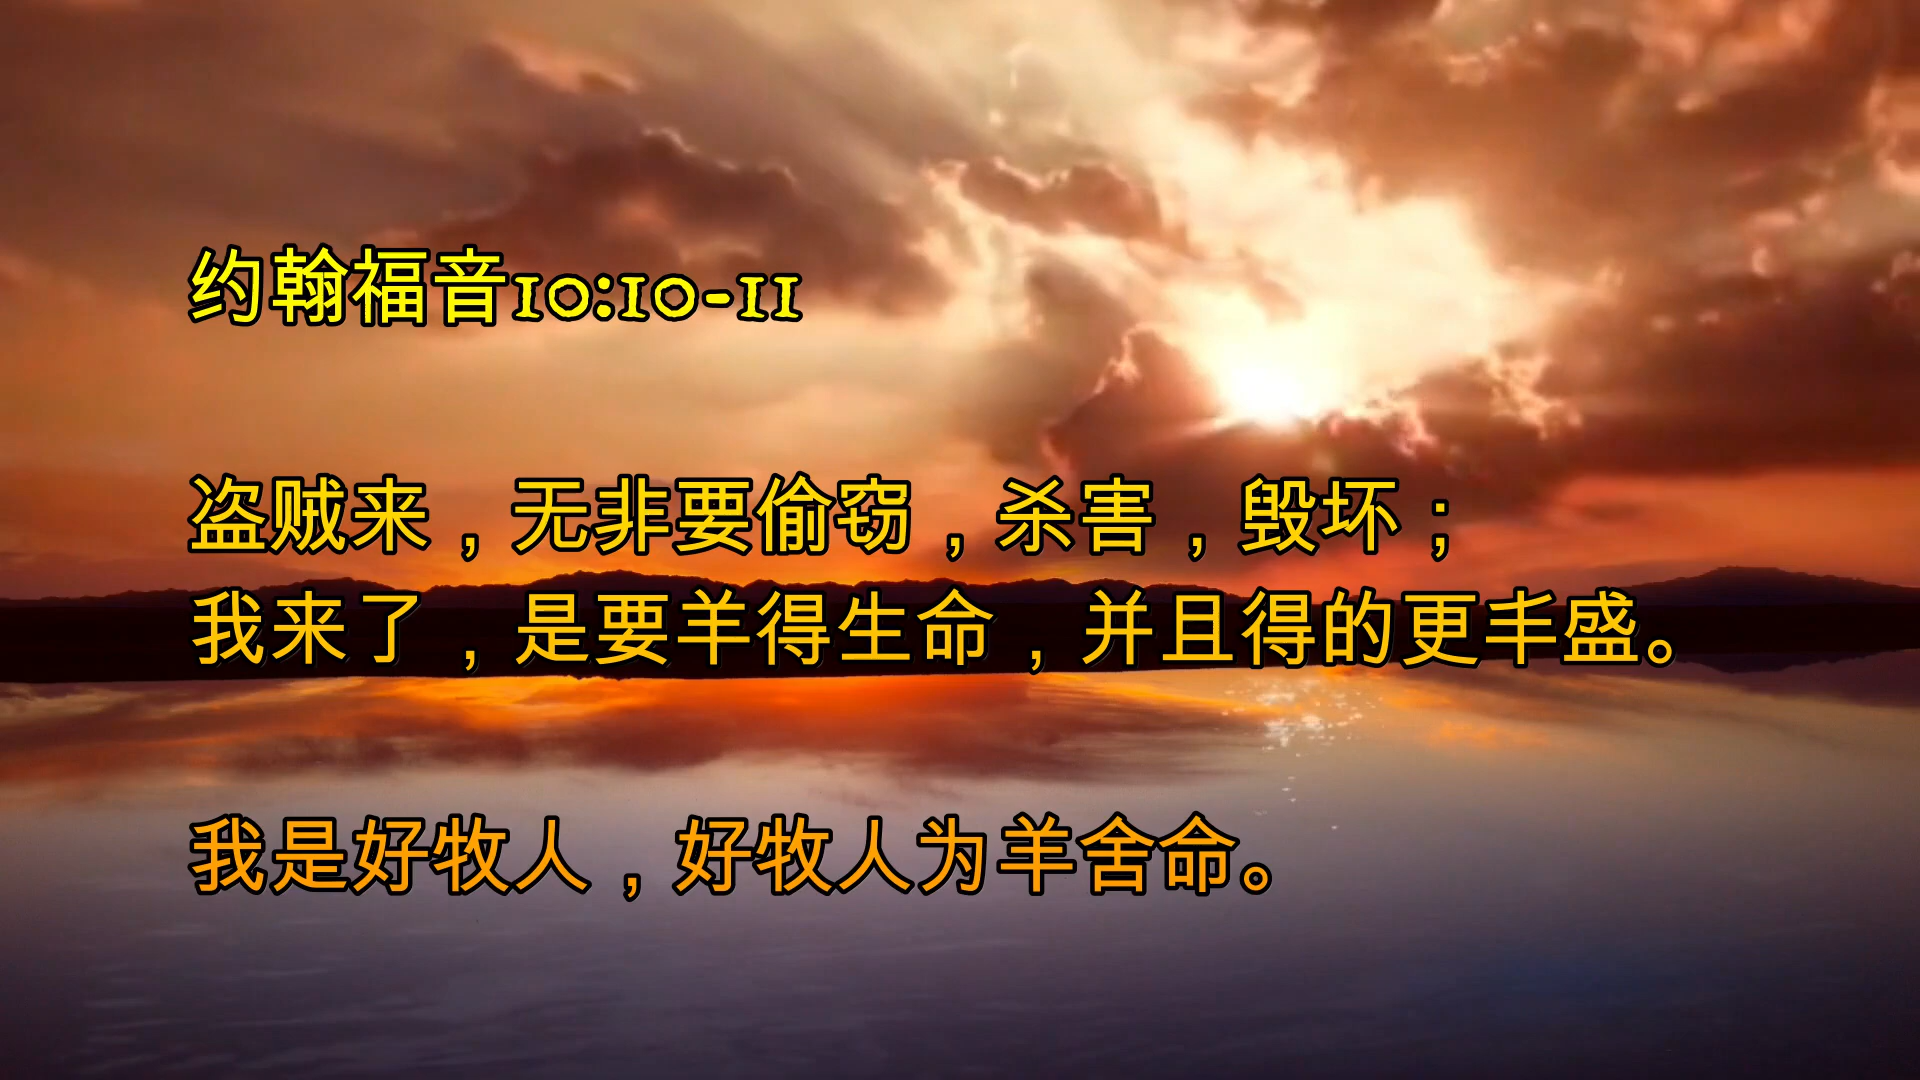 约翰福音10:10-11
盗贼来，无非要偷窃，杀害，毁坏；
我来了，是要羊得生命，并且得的更丰盛。
我是好牧人，好牧人为羊舍命。